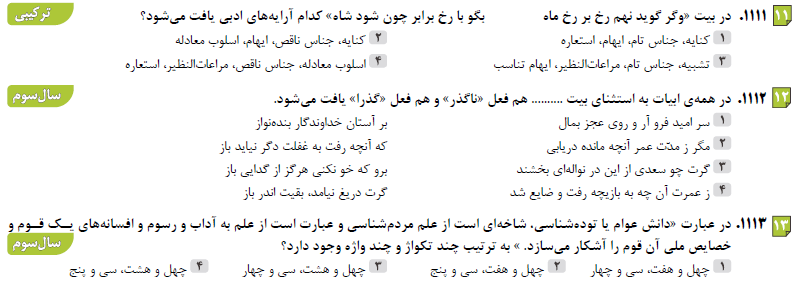 ۱۱ ۱۱۱۱. در بیت «وگر گوید نهم رخ بر رخ ماه بگو با رخ برابر چون شود شاه» کدام آرایه‌های ادبی یافت می‌شود؟ ترکیبی
۱ کنایه، جناس تام، ایهام، استعاره ۲ کنایه، جناس ناقص، ایهام، اسلوب معادله
۳ تشبیه، جناس تام، مراعات‌النظیر، ایهام تناسب ۴ اسلوب معادله، جناس ناقص، مراعات‌النظیر، استعاره
۱۲ ۱۱۱۲. در همه‌ی ابیات به استثنای بیت .......... هم فعل «ناگذر» و هم فعل «گذرا» یافت می‌شود. سال‌سوم
۱ سر امید فرو آر و روی عجز بمال بر آستان خداوندگار بنده‌نواز
۲ مگر ز مدّت عمر آنچه مانده دریابی که آنچه رفت به غفلت دگر نیاید باز
۳ گرت چو سعدی از این در نواله‌ای بخشند برو که خو نکنی هرگز از گدایی باز
۴ ز عمرت آن چه به بازیچه رفت و ضایع شد گرت دریغ نیامد، بقیت اندر باز
۱۳ ۱۱۱۳. در عبارت «دانش عوام یا توده‌شناسی، شاخه‌ای است از علم مردم‌شناسی و عبارت است از علم به آداب و رسوم و افسانه‌های یک قوم و
خصایص ملی آن قوم را آشکار می‌سازد.» به ترتیب چند تکواژ و چند واژه وجود دارد؟ سال‌سوم
۱ چهل و هفت، سی و چهار ۲ چهل و هفت، سی و پنج ۳ چهل و هشت، سی و چهار ۴ چهل و هشت، سی و پنج